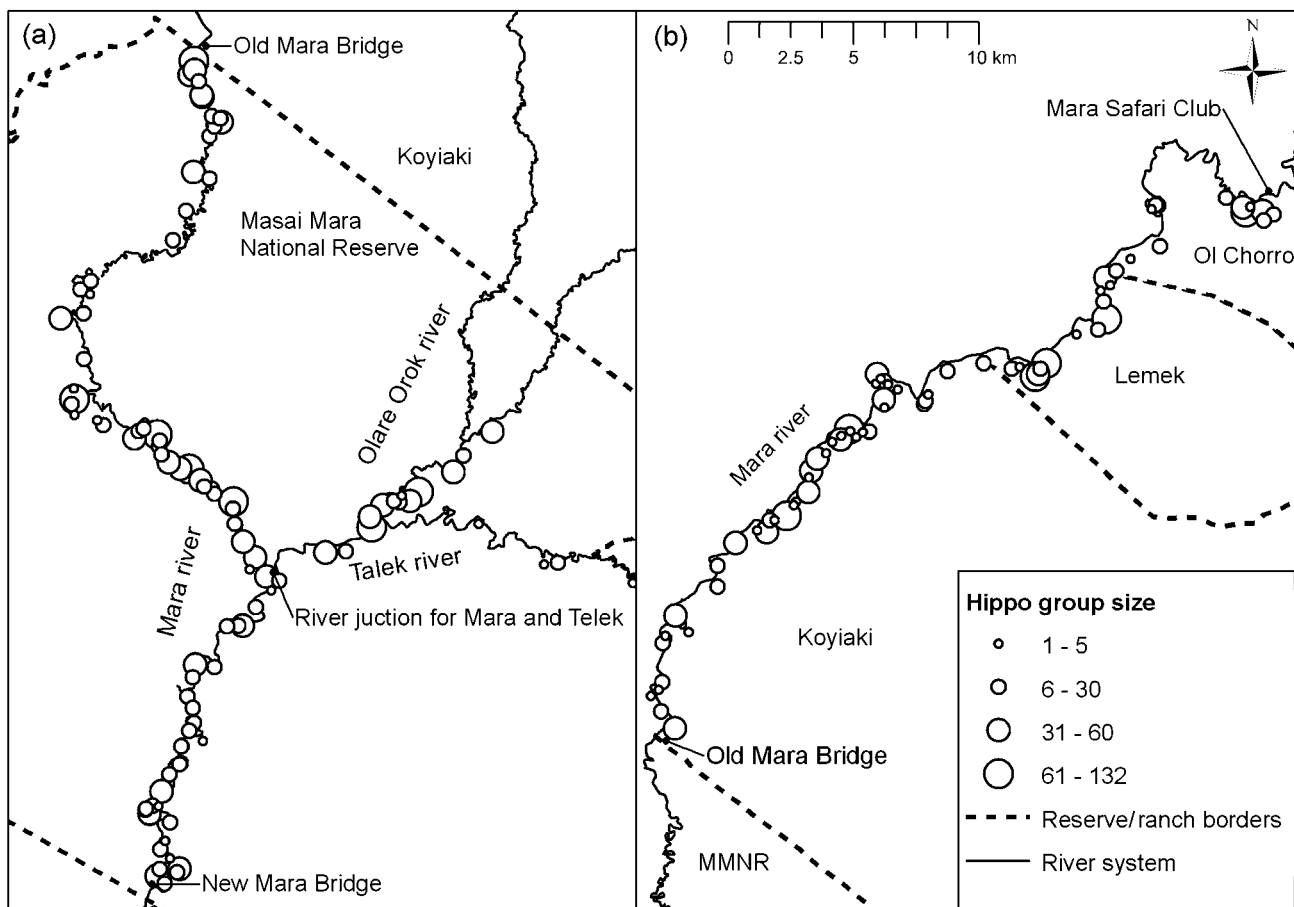 (a)
Old Mara Bridge
Koyiaki
Masai Mara
National Reserve
Olare Orok river
Mara river
Talek river
River juction for Mara and Telek
New Mara Bridge
(b)
0 2.5 5 10 km
N
Mara Safari Club
Ol Chorro
Lemek
Mara river
Koyiaki
Old Mara Bridge
MMNR
Hippo group size
1 - 5
6 - 30
31 - 60
61 - 132
Reserve/ranch borders
River system